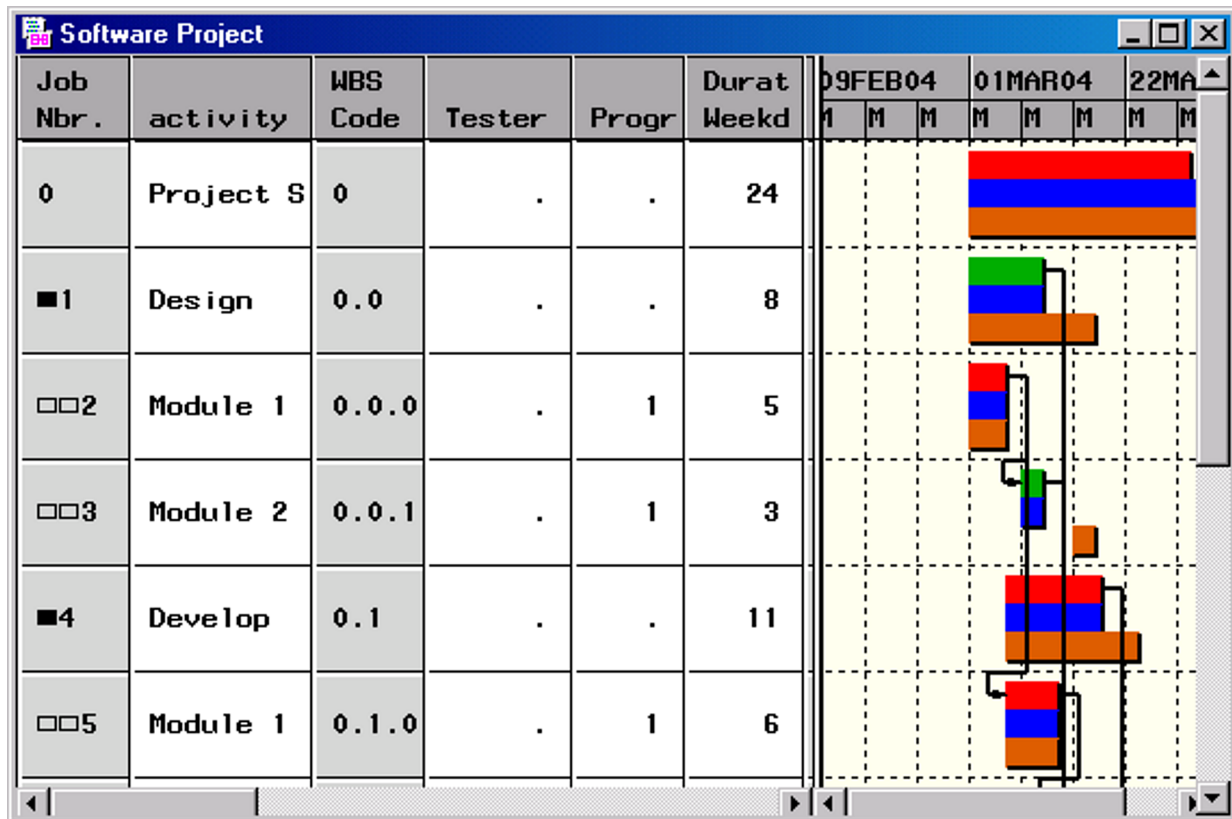 Software Project
Job Nbr. activity WBS Code Tester Progr Durat Weekd 09FEB04 01MAR04 22MA
M M M M M M M M
0 Project S 0 . . 24
■1 Design 0.0 . . 8
□□2 Module 1 0.0.0 . 1 5
□□3 Module 2 0.0.1 . 1 3
■4 Develop 0.1 . . 11
□□5 Module 1 0.1.0 . 1 6